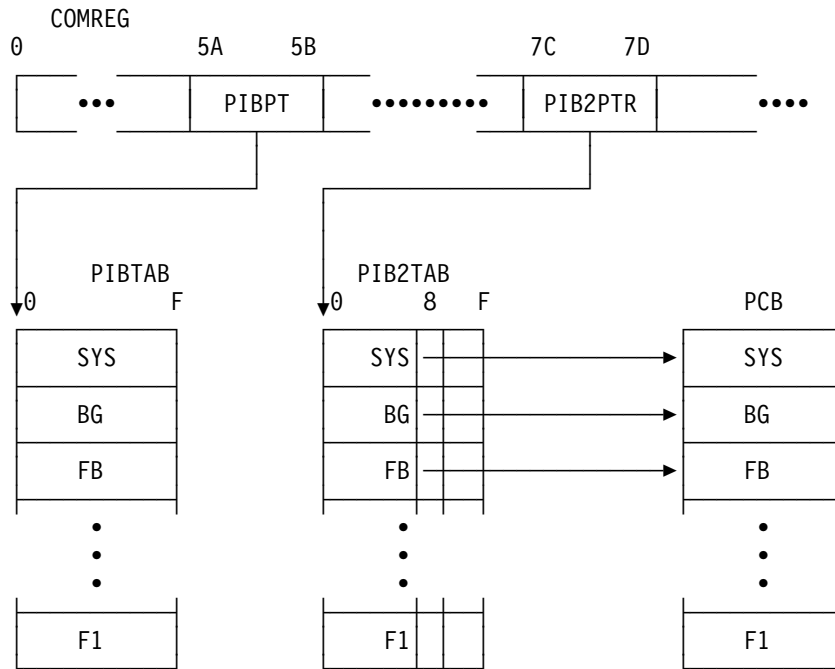 COMREG
0 5A 5B 7C 7D
PIBPT PIB2PTR
PIBTAB PIB2TAB
0 F 0 8 F PCB
SYS SYS SYS
BG BG BG
FB FB FB
F1 F1 F1